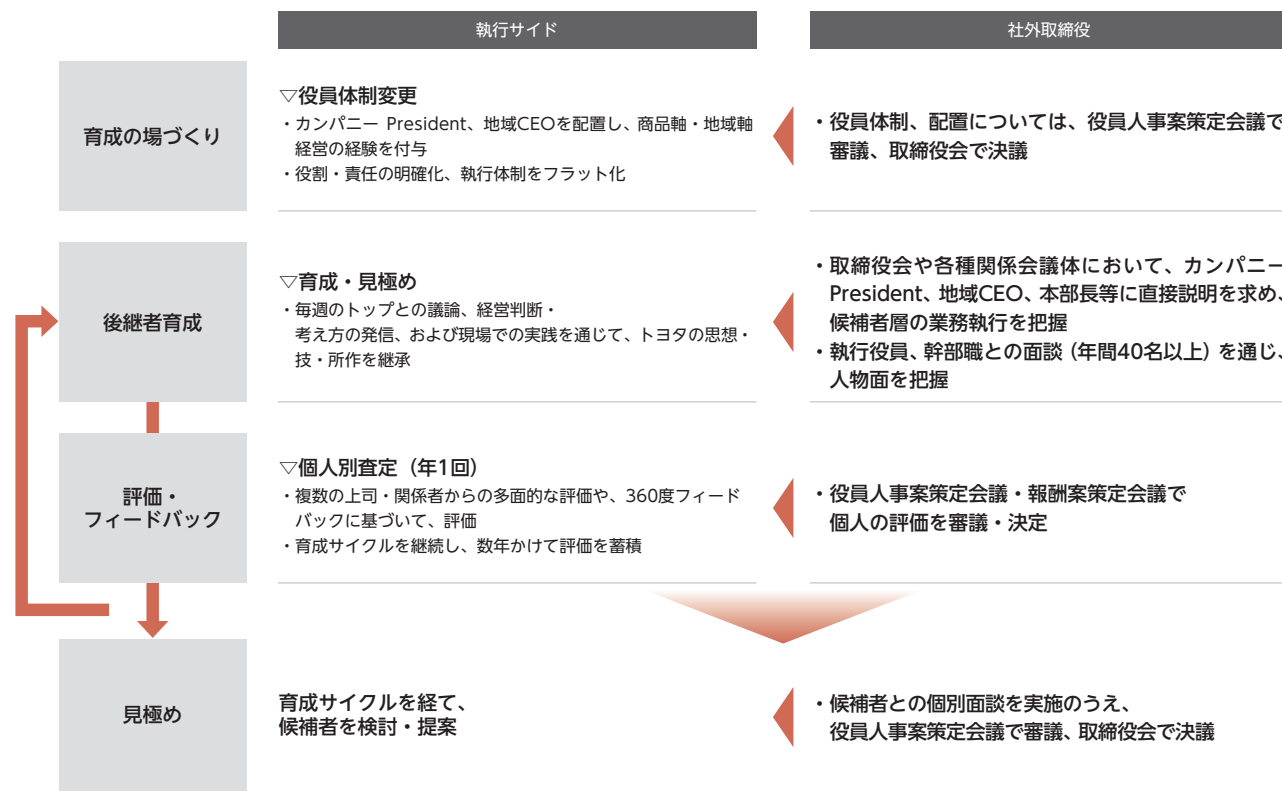 執行サイド
社外取締役
育成の場づくり
▽役員体制変更
・カンパニー President、地域CEOを配置し、商品軸・地域軸
経営の経験を付与
・役割・責任の明確化、執行体制をフラット化
・役員体制、配置については、役員人事案策定会議で
審議、取締役会で決議
後継者育成
▽育成・見極め
・毎週のトップとの議論、経営判断・
考え方の発信、および現場での実践を通じて、トヨタの思想・
技・所作を継承
・取締役会や各種関係会議体において、カンパニー
President、地域CEO、本部長等に直接説明を求め、
候補者層の業務執行を把握
・執行役員、幹部職との面談（年間40名以上）を通じ、
人物面を把握
評価・
フィードバック
▽個人別査定（年1回）
・複数の上司・関係者からの多面的な評価や、360度フィード
バックに基づいて、評価
・育成サイクルを継続し、数年かけて評価を蓄積
・役員人事案策定会議・報酬案策定会議で
個人の評価を審議・決定
見極め
育成サイクルを経て、
候補者を検討・提案
・候補者との個別面談を実施のうえ、
役員人事案策定会議で審議、取締役会で決議